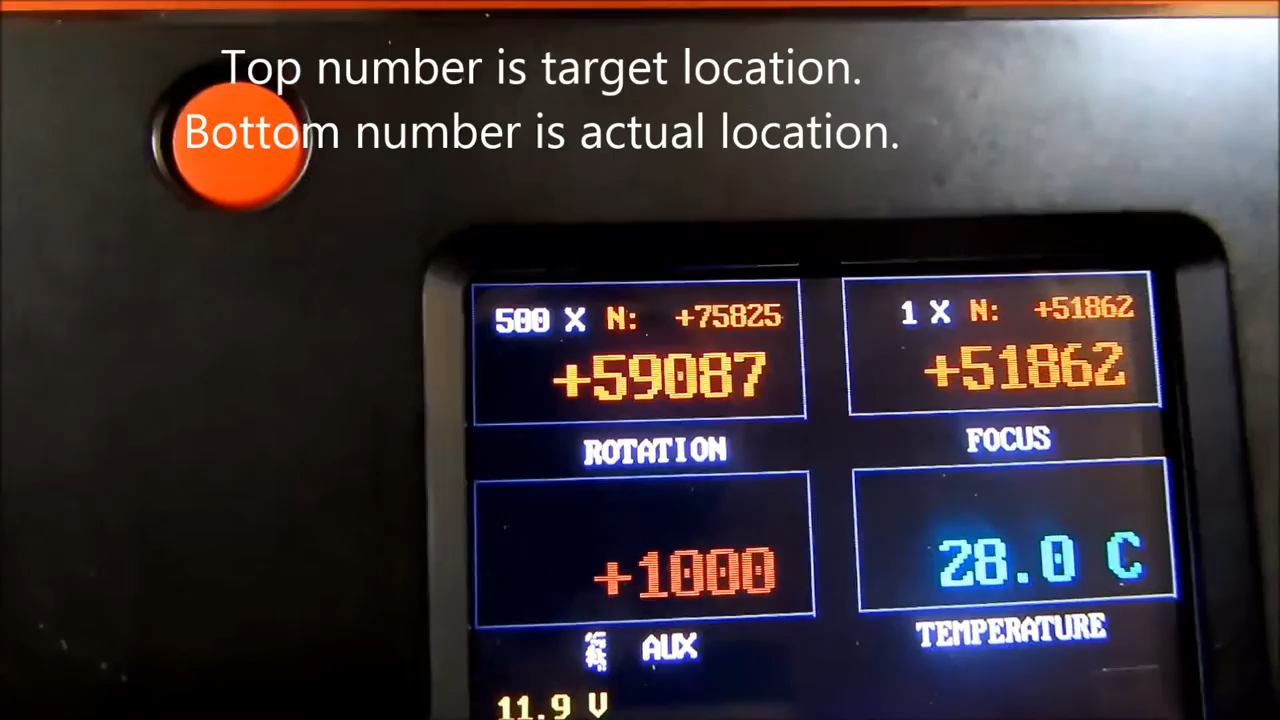 Top number is target location.
Bottom number is actual location.
500 X N: +75825
+59087
ROTATION
1 X N: +51862
+51862
FOCUS
+1000
AUX
28.0 C
TEMPERATURE
11.9 V